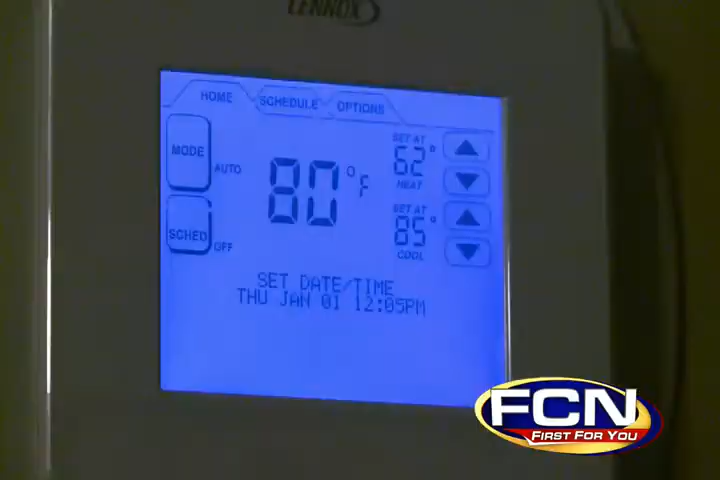 LENNOX
HOME SCHEDULE OPTIONS
MODE AUTO
80°F
SET AT
62°
HEAT
SCHED OFF
SET AT
85°
COOL
SET DATE/TIME
THU JAN 01 12:05PM
FCN
FIRST FOR YOU